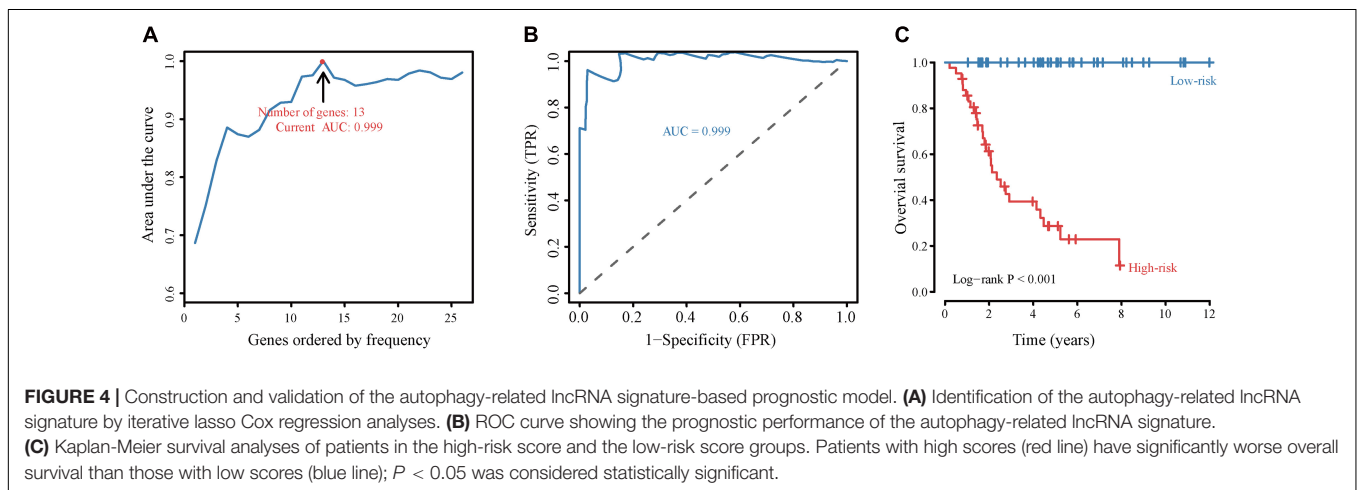 A
Area under the curve
1.0
0.9
0.8
0.7
0.6
Number of genes: 13
Current AUC: 0.999
0 5 10 15 20 25
Genes ordered by frequency
B
Sensitivity (TPR)
1.0
0.8
0.6
0.4
0.2
0.0
AUC = 0.999
0.0 0.2 0.4 0.6 0.8 1.0
1−Specificity (FPR)
C
Overvial survival
1.0
0.8
0.6
0.4
0.2
0.0
Low-risk
High-risk
Log−rank P < 0.001
0 2 4 6 8 10 12
Time (years)
FIGURE 4 | Construction and validation of the autophagy-related lncRNA signature-based prognostic model. (A) Identification of the autophagy-related lncRNA
signature by iterative lasso Cox regression analyses. (B) ROC curve showing the prognostic performance of the autophagy-related lncRNA signature.
(C) Kaplan-Meier survival analyses of patients in the high-risk score and the low-risk score groups. Patients with high scores (red line) have significantly worse overall
survival than those with low scores (blue line); P < 0.05 was considered statistically significant.